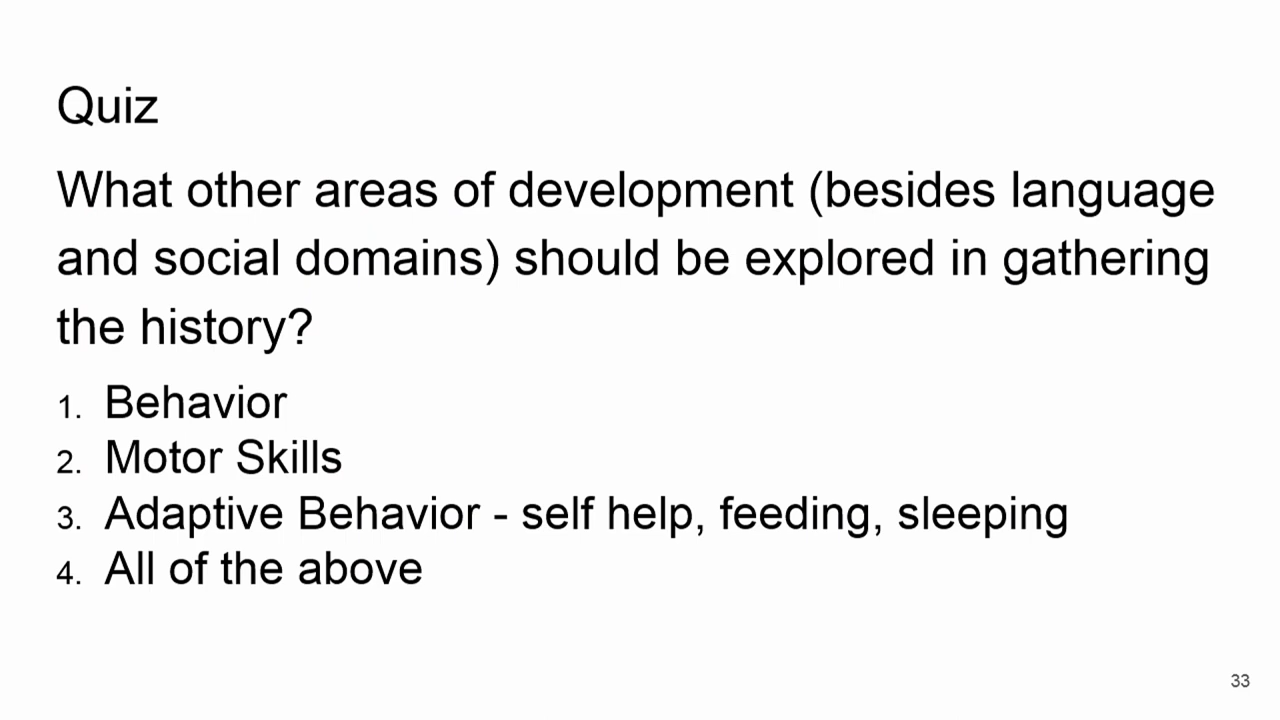 Quiz
What other areas of development (besides language
and social domains) should be explored in gathering
the history?
1. Behavior
2. Motor Skills
3. Adaptive Behavior - self help, feeding, sleeping
4. All of the above
33